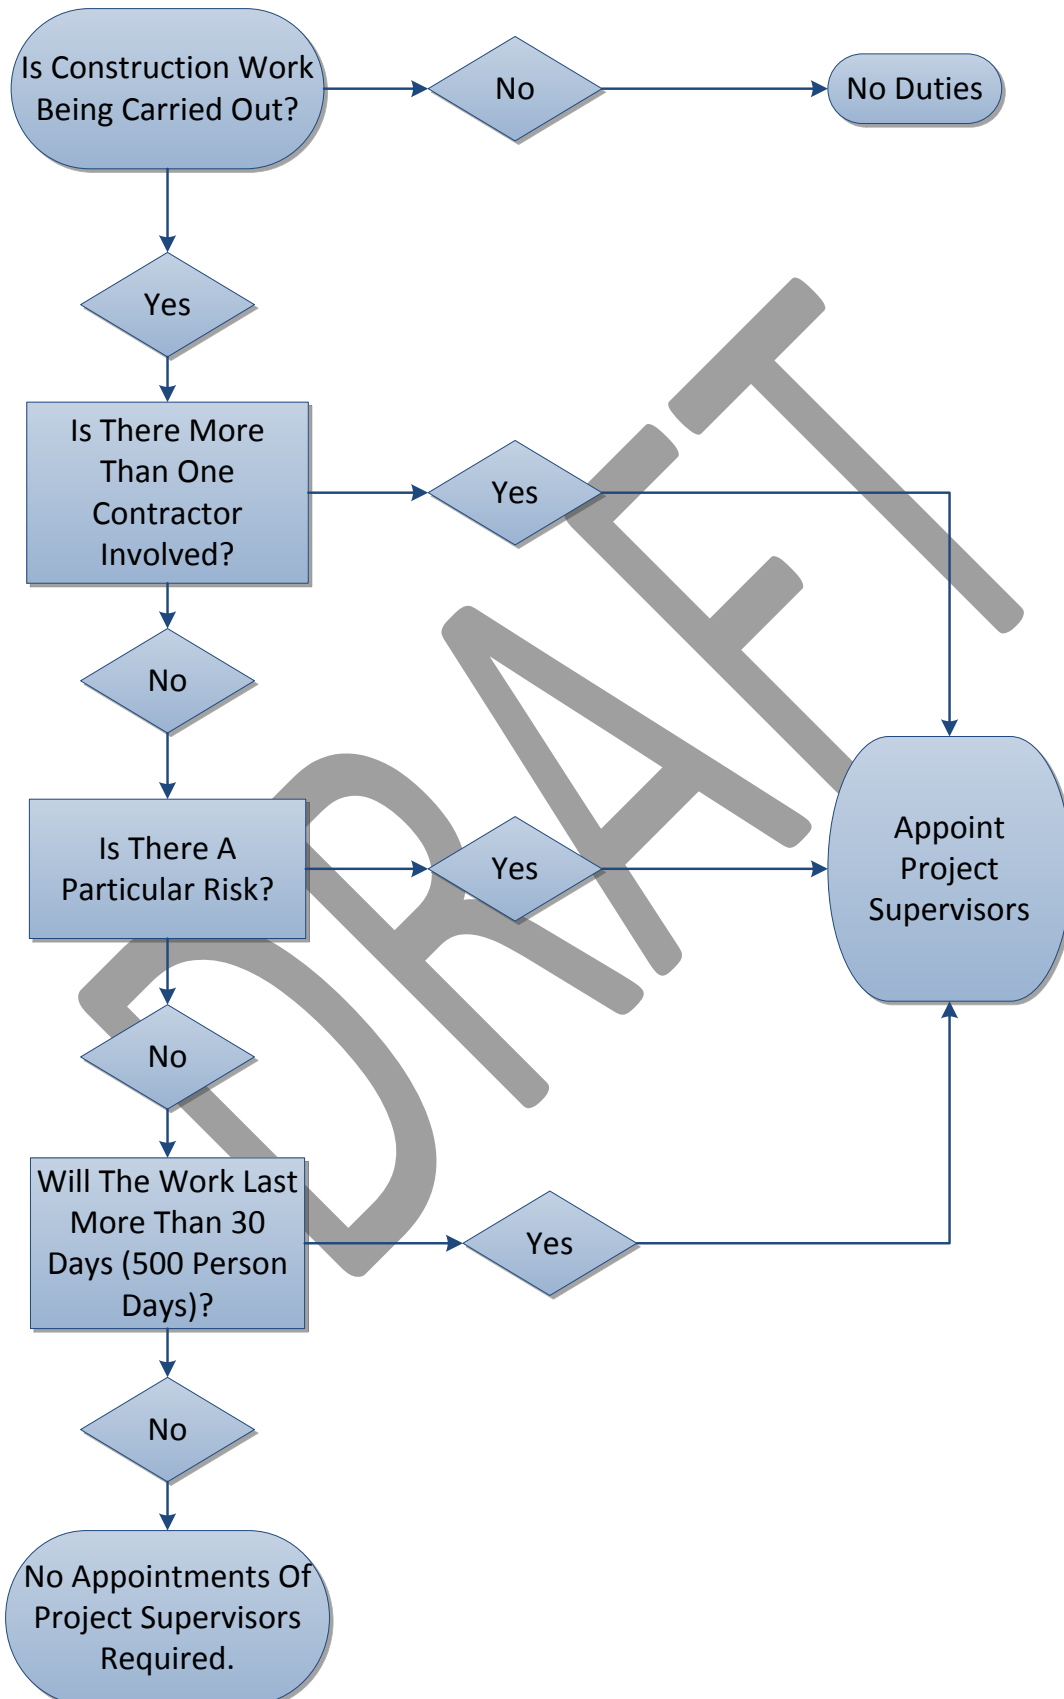 Is Construction Work
Being Carried Out?
No
No Duties
Yes
Is There More
Than One
Contractor
Involved?
Yes
No
Is There A
Particular Risk?
Yes
Appoint
Project
Supervisors
No
Will The Work Last
More Than 30
Days (500 Person
Days)?
Yes
No
No Appointments Of
Project Supervisors
Required.
DRAFT